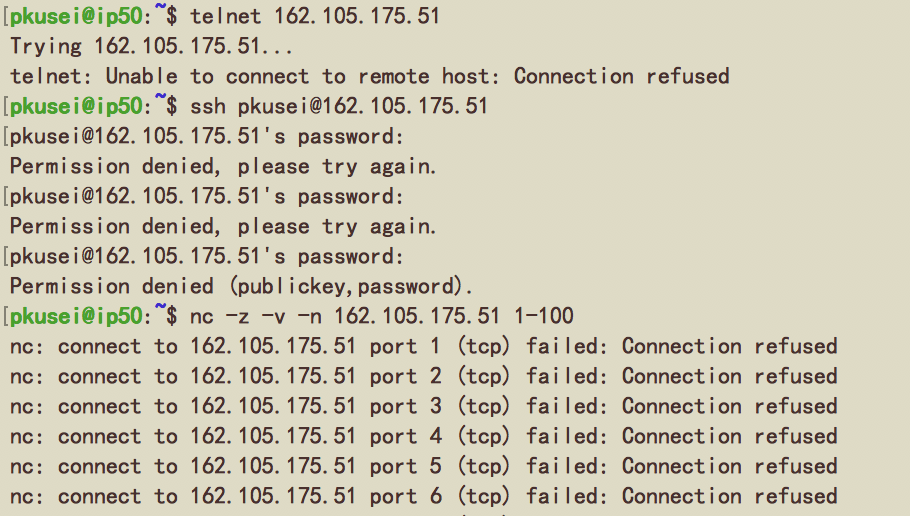 [pkusei@ip50:~$ telnet 162.105.175.51
Trying 162.105.175.51...
telnet: Unable to connect to remote host: Connection refused
[pkusei@ip50:~$ ssh pkusei@162.105.175.51
[pkusei@162.105.175.51's password:
Permission denied, please try again.
[pkusei@162.105.175.51's password:
Permission denied, please try again.
[pkusei@162.105.175.51's password:
Permission denied (publickey,password).
[pkusei@ip50:~$ nc -z -v -n 162.105.175.51 1-100
nc: connect to 162.105.175.51 port 1 (tcp) failed: Connection refused
nc: connect to 162.105.175.51 port 2 (tcp) failed: Connection refused
nc: connect to 162.105.175.51 port 3 (tcp) failed: Connection refused
nc: connect to 162.105.175.51 port 4 (tcp) failed: Connection refused
nc: connect to 162.105.175.51 port 5 (tcp) failed: Connection refused
nc: connect to 162.105.175.51 port 6 (tcp) failed: Connection refused